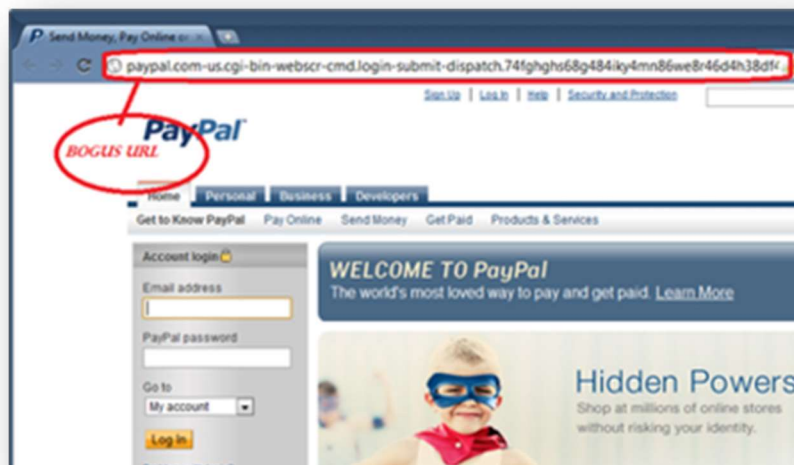 Send Money, Pay Online or
paypal.com-us.cgi-bin-webscr-cmd.login-submit-dispatch.
Sign Up | Log In | Help | Security and Protection
PayPal
BOGUS URL
Home Personal Business Developers
Get to Know PayPal Pay Online Send Money Get Paid Products & Services
Account login
Email address
PayPal password
Go to
My account
Log In
WELCOME TO PayPal
The world's most loved way to pay and get paid. Learn More
Hidden Powers
Shop at millions of online stores
without risking your identity.